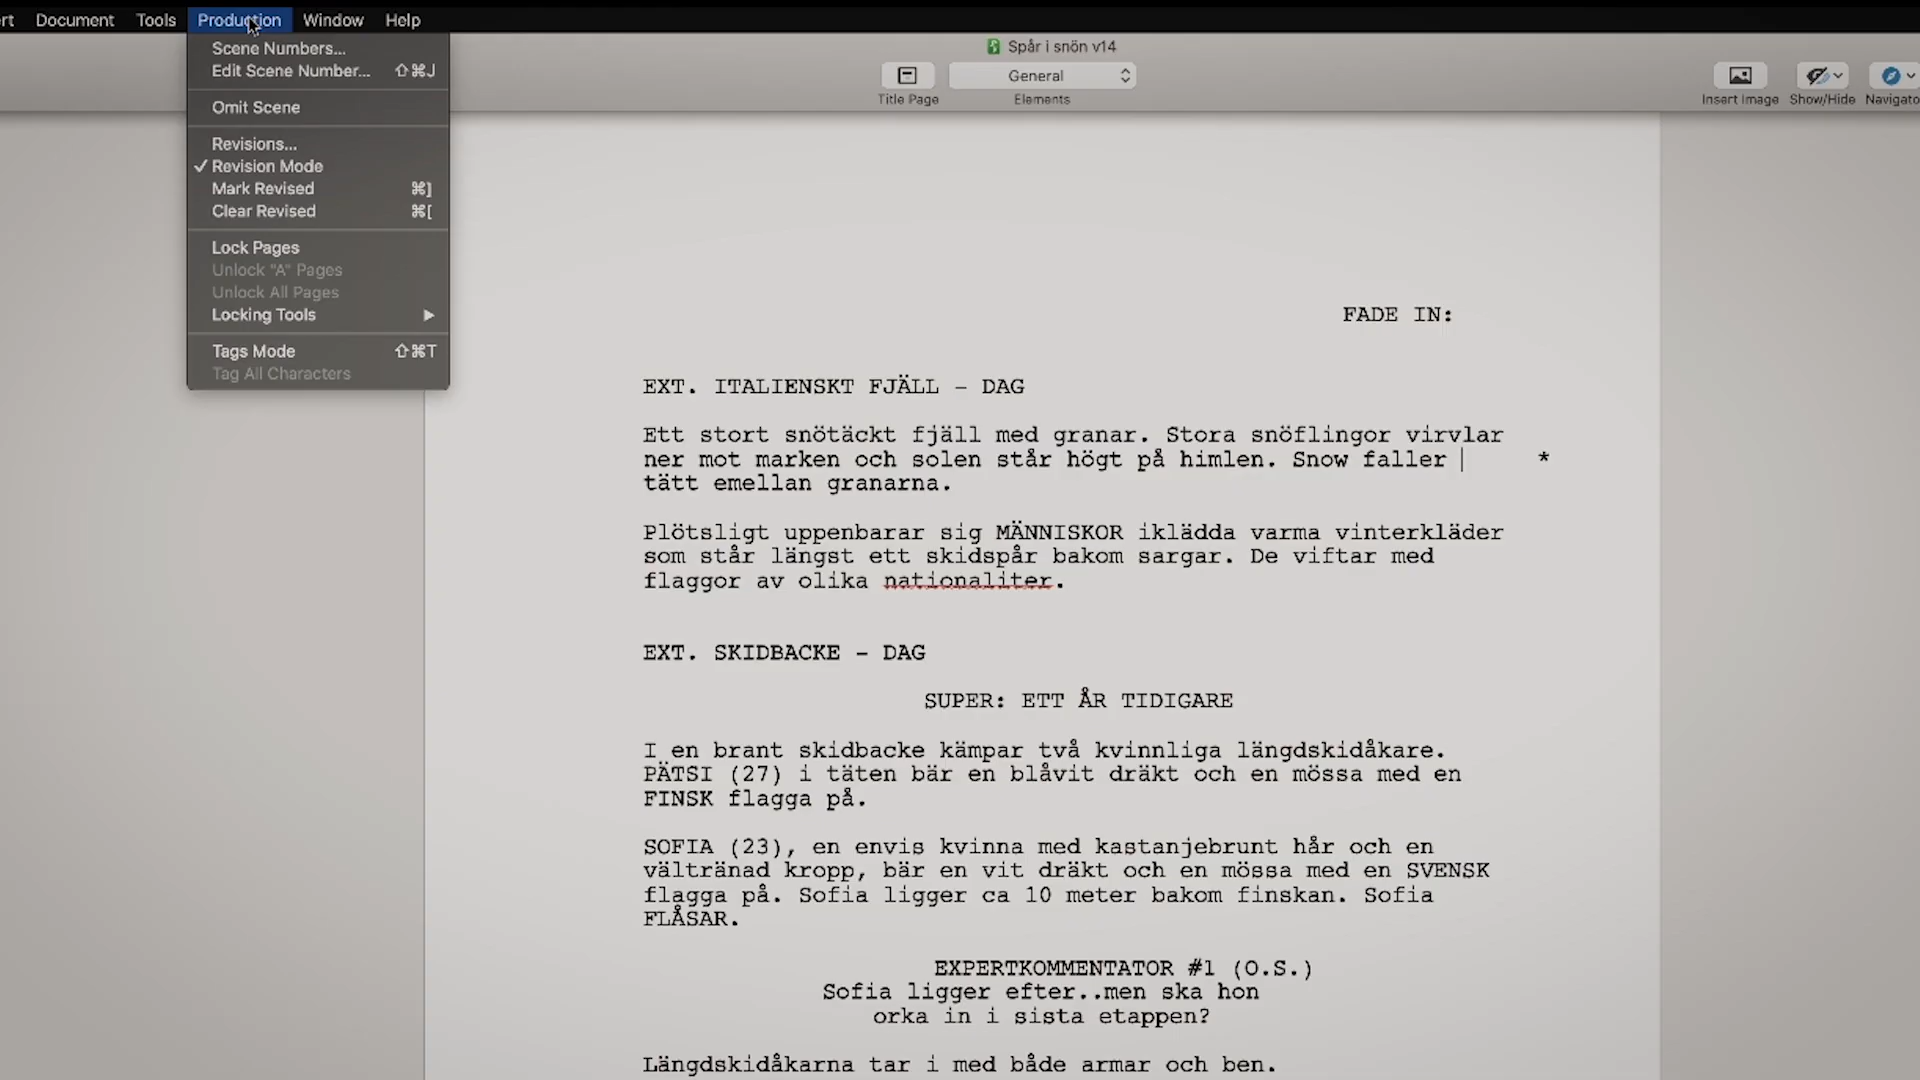 rt Document Tools Production Window Help
Scene Numbers...
Edit Scene Number... ⇧⌘J
Omit Scene
Revisions...
✓ Revision Mode
Mark Revised ⌘]
Clear Revised ⌘[
Lock Pages
Unlock "A" Pages
Unlock All Pages
Locking Tools ▶
Tags Mode ⇧⌘T
Tag All Characters
Spår i snön v14
General
Title Page Elements Insert Image Show/Hide Navigato
FADE IN:
EXT. ITALIENSKT FJÄLL - DAG
Ett stort snötäckt fjäll med granar. Stora snöflingor virvlar
ner mot marken och solen står högt på himlen. Snow faller *
tätt emellan granarna.
Plötsligt uppenbarar sig MÄNNISKOR iklädda varma vinterkläder
som står längst ett skidspår bakom sargar. De viftar med
flaggor av olika nationaliter.
EXT. SKIDBACKE - DAG
SUPER: ETT ÅR TIDIGARE
I en brant skidbacke kämpar två kvinnliga längdskidåkare.
PÄTSI (27) i täten bär en blåvit dräkt och en mössa med en
FINSK flagga på.
SOFIA (23), en envis kvinna med kastanjebrunt hår och en
vältränad kropp, bär en vit dräkt och en mössa med en SVENSK
flagga på. Sofia ligger ca 10 meter bakom finskan. Sofia
FLÅSAR.
EXPERTKOMMENTATOR #1 (O.S.)
Sofia ligger efter..men ska hon
orka in i sista etappen?
Längdskidåkarna tar i med både armar och ben.